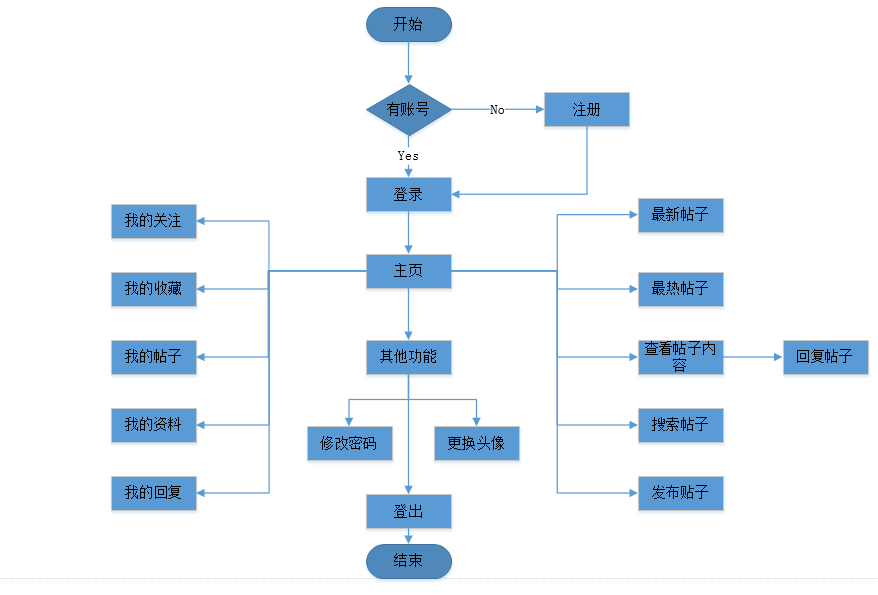 开始
有账号
No
注册
Yes
登录
我的关注
最新帖子
主页
我的收藏
最热帖子
我的帖子
其他功能
查看帖子内
容
回复帖子
我的资料
修改密码
更换头像
搜索帖子
我的回复
登出
发布贴子
结束